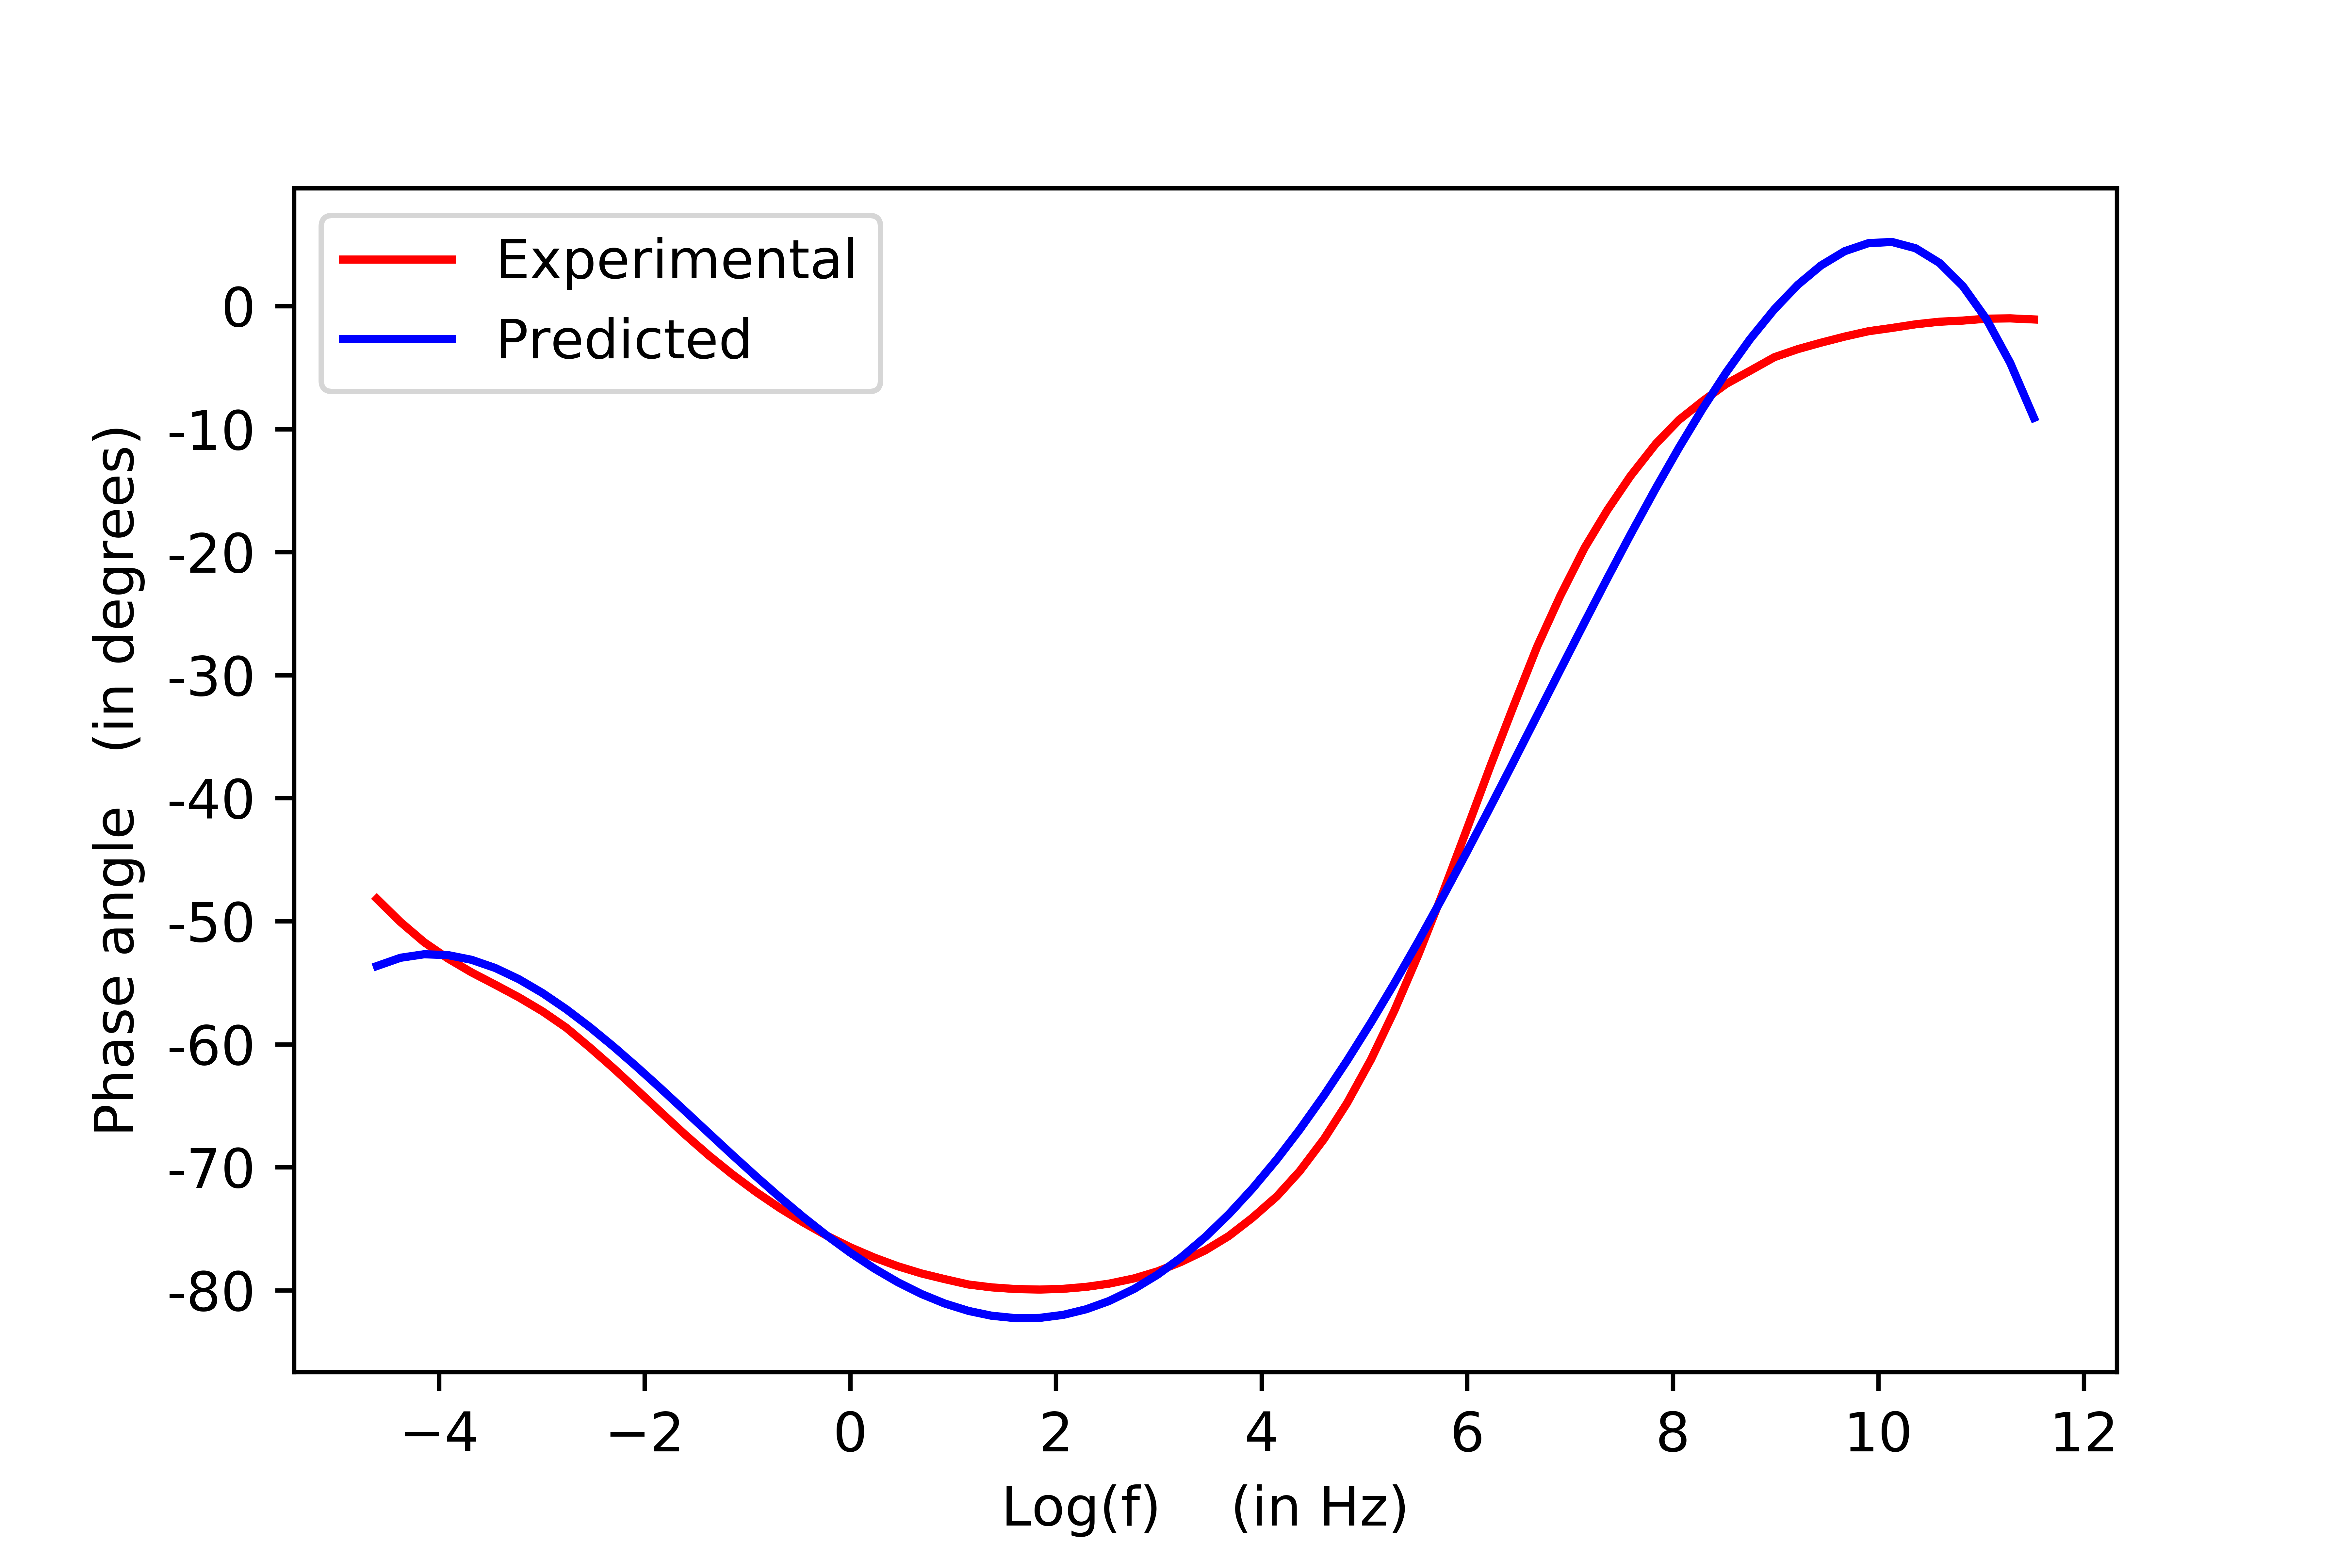 Experimental
Predicted
0
-10
-20
-30
-40
-50
-60
-70
-80
Phase angle (in degrees)
−4 −2 0 2 4 6 8 10 12
Log(f) (in Hz)